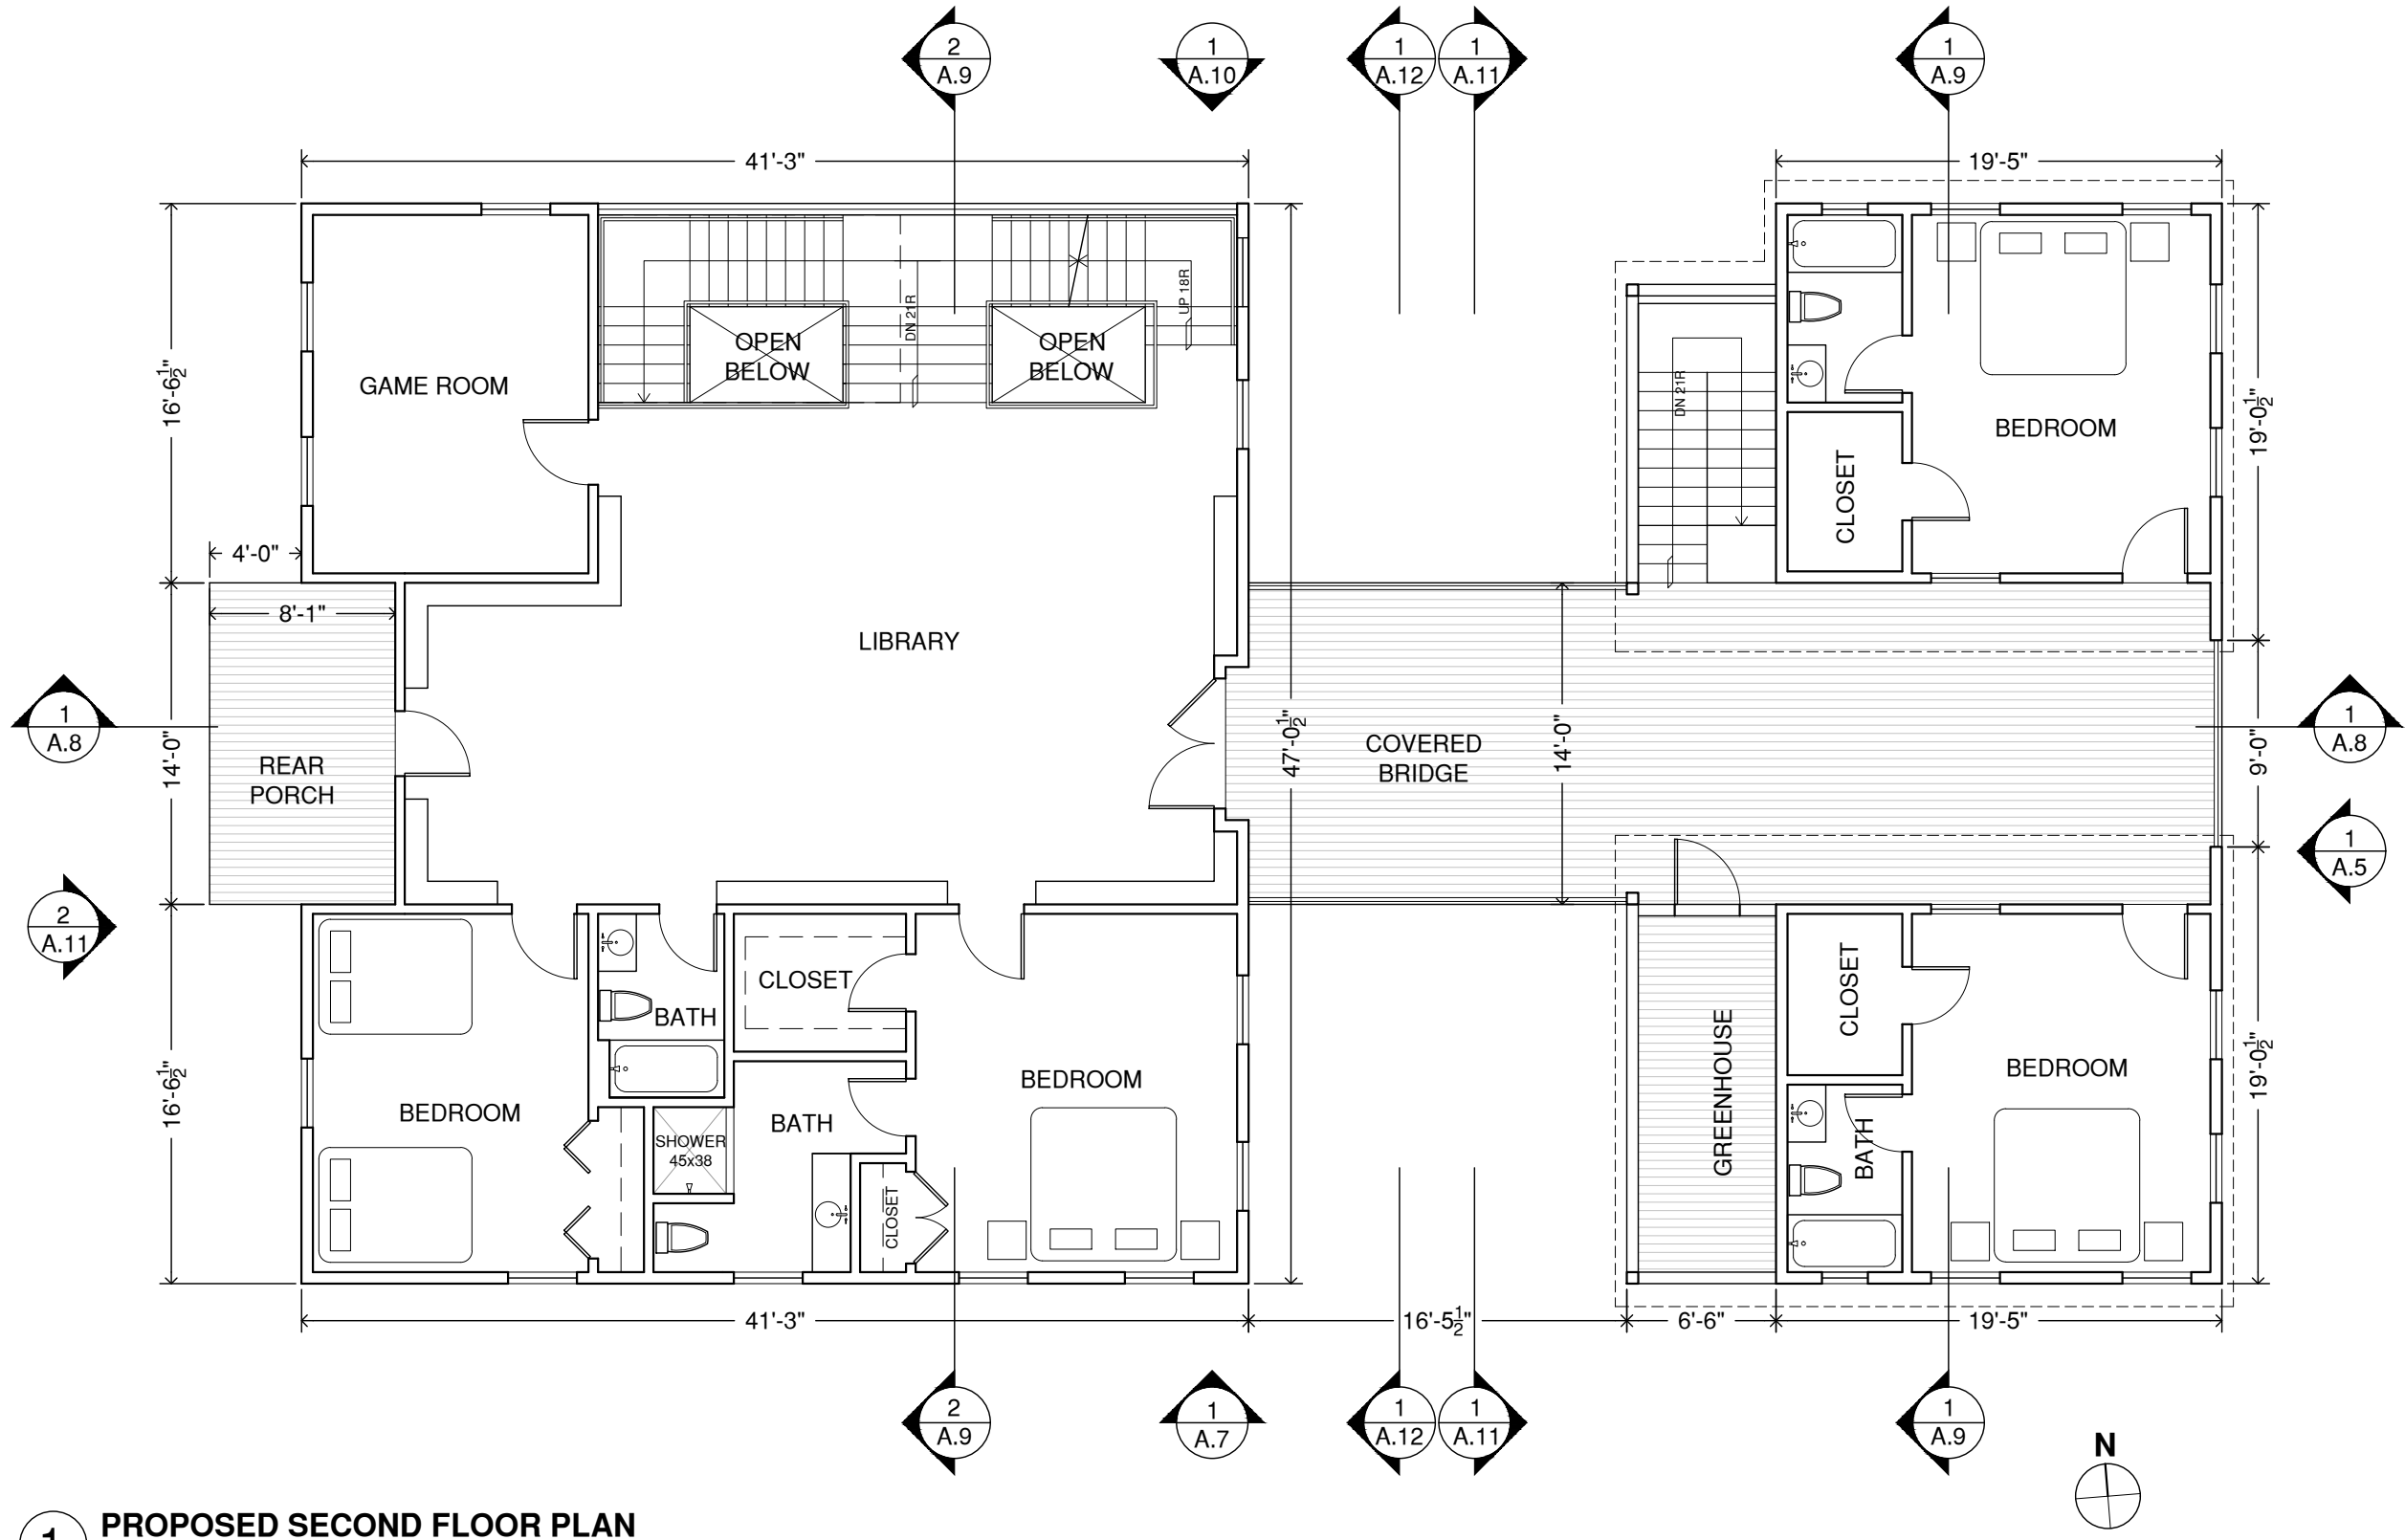 2
A.9
1
A.10
1
A.12
1
A.11
1
A.9
41'-3"
19'-5"
16'-6½"
GAME ROOM
OPEN
BELOW
DN 21R
OPEN
BELOW
UP 18R
DN 21R
BEDROOM
CLOSET
19'-0½"
4'-0"
8'-1"
LIBRARY
1
A.8
14'-0"
REAR
PORCH
47'-0½"
COVERED
BRIDGE
14'-0"
9'-0"
1
A.8
1
A.5
2
A.11
16'-6½"
BEDROOM
BATH
CLOSET
SHOWER
45x38
BATH
CLOSET
BEDROOM
GREENHOUSE
CLOSET
BATH
BEDROOM
19'-0½"
41'-3"
16'-5½"
6'-6"
19'-5"
2
A.9
1
A.7
1
A.12
1
A.11
1
A.9
N
1
PROPOSED SECOND FLOOR PLAN